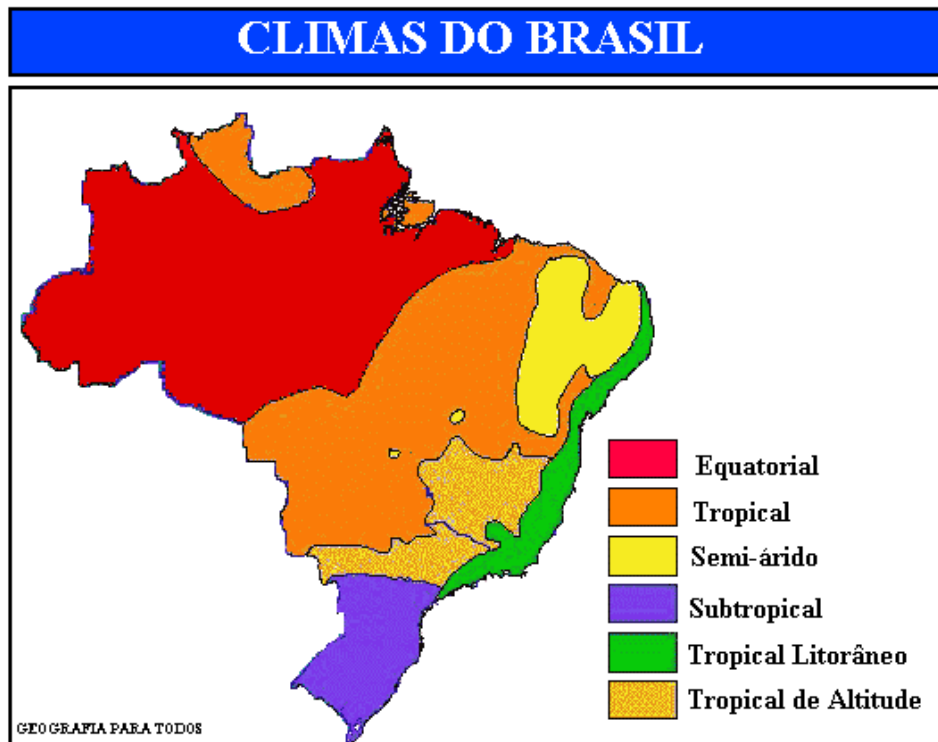 CLIMAS DO BRASIL
Equatorial
Tropical
Semi-árido
Subtropical
Tropical Litorâneo
Tropical de Altitude
GEOGRAFIA PARA TODOS